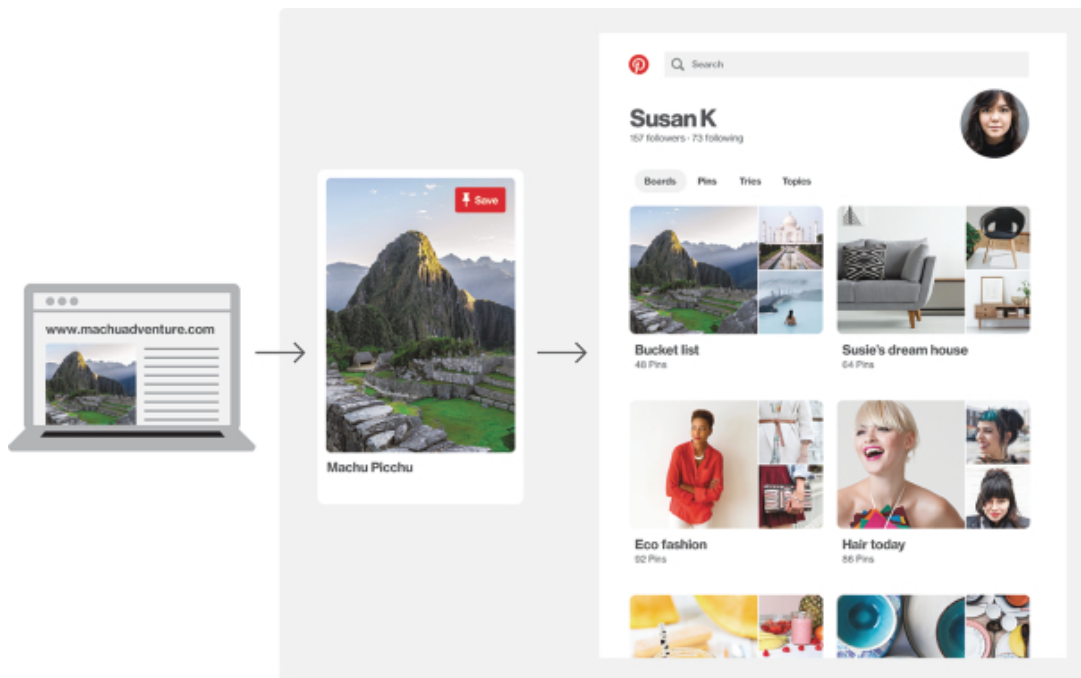 www.machuadventure.com
Save
Machu Picchu
Search
Susan K
157 followers · 73 following
Boards Pins Tries Topics
Bucket list
48 Pins
Susie's dream house
64 Pins
Eco fashion
92 Pins
Hair today
86 Pins